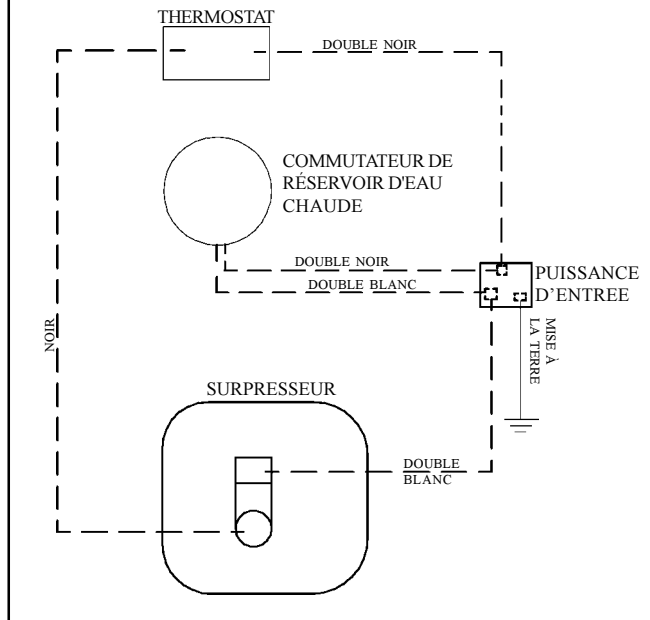 THERMOSTAT
DOUBLE NOIR
COMMUTATEUR DE
RÉSERVOIR D'EAU
CHAUDE
DOUBLE NOIR
DOUBLE BLANC
PUISSANCE
D'ENTREE
MISE À
LA TERRE
NOIR
SURPRESSEUR
DOUBLE
BLANC